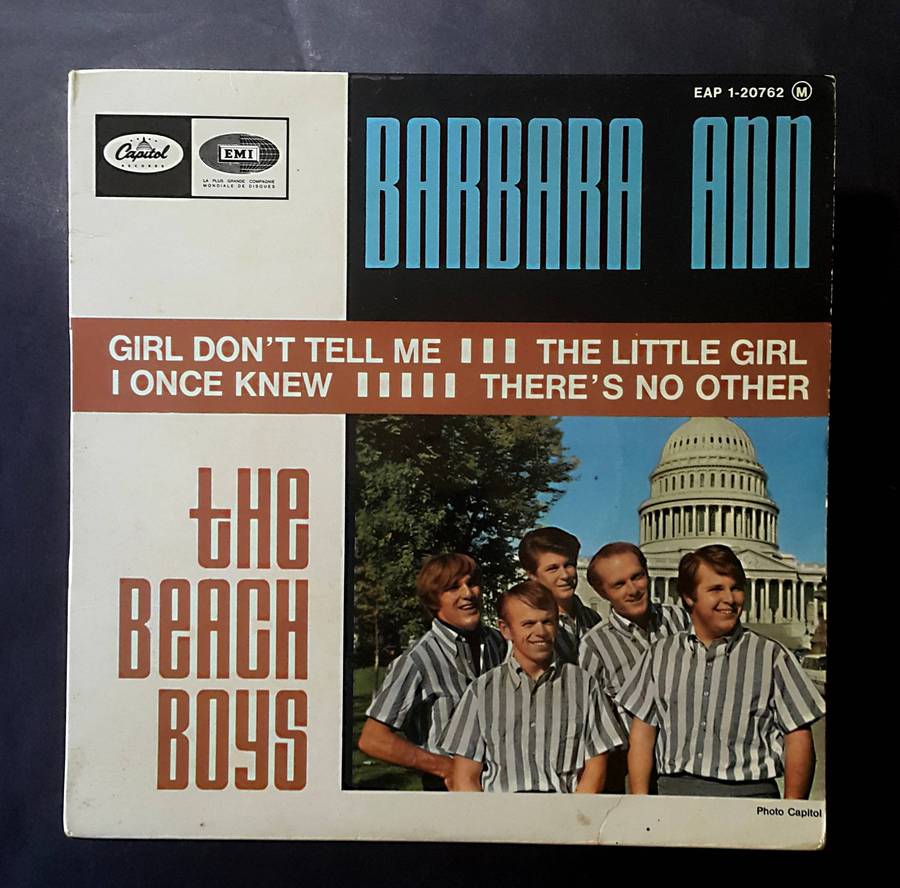 EAP 1-20762 M
Capitol
RECORDS
EMI
LA PLUS GRANDE COMPAGNIE
MONDIALE DE DISQUES
BARBARA ANN
GIRL DON'T TELL ME THE LITTLE GIRL
I ONCE KNEW THERE'S NO OTHER
THE
BEACH
BOYS
Photo Capitol